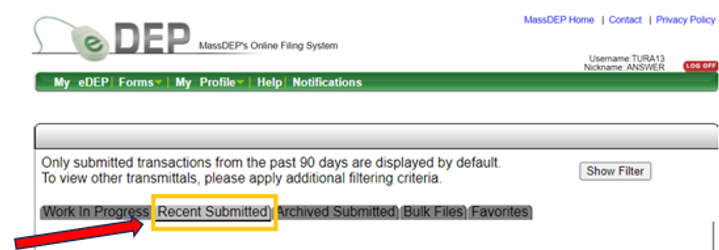 MassDEP Home | Contact | Privacy Policy
eDEP MassDEP's Online Filing System
Username:TURA13
Nickname: ANSWER
LOG OFF
My eDEP | Forms | My Profile | Help | Notifications
Only submitted transactions from the past 90 days are displayed by default.
To view other transmittals, please apply additional filtering criteria.
Show Filter
Work In Progress Recent Submitted Archived Submitted Bulk Files Favorites